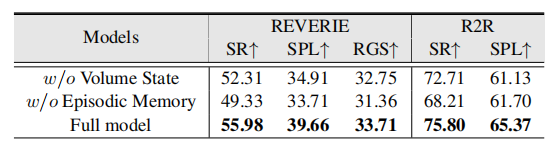 Models REVERIE R2R
SR↑ SPL↑ RGS↑ SR↑ SPL↑
w/o Volume State 52.31 34.91 32.75 72.71 61.13
w/o Episodic Memory 49.33 33.71 31.36 68.21 61.70
Full model 55.98 39.66 33.71 75.80 65.37